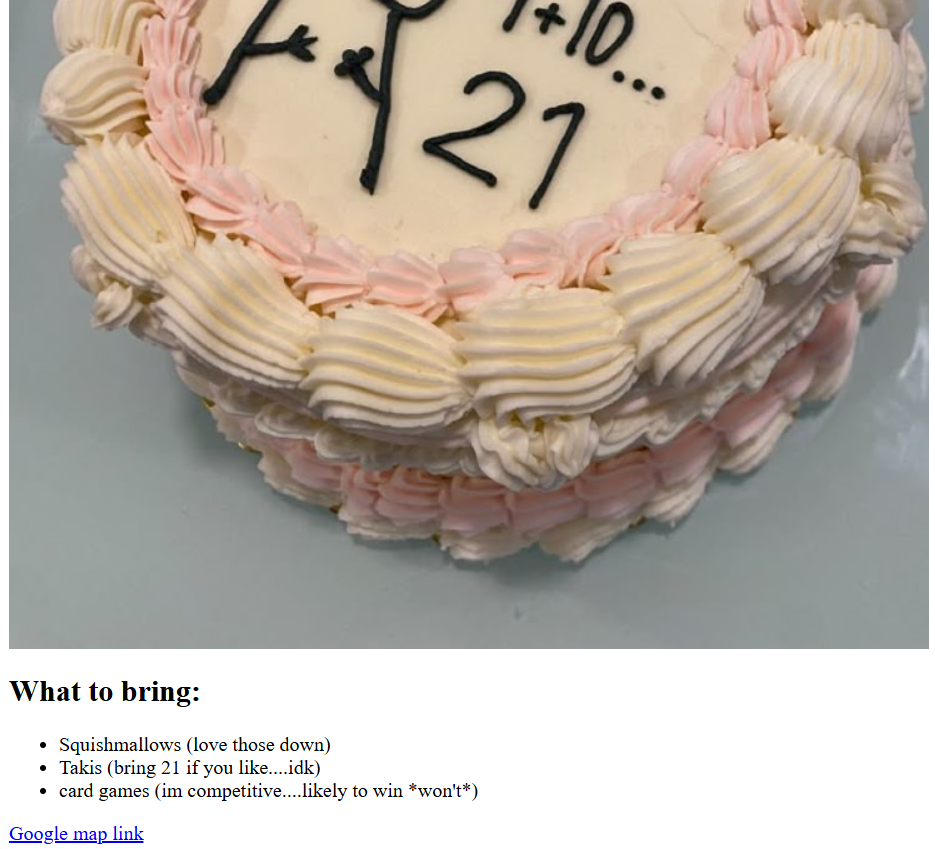 1+10...
21
What to bring:
Squishmallows (love those down)
Takis (bring 21 if you like....idk)
card games (im competitive....likely to win *won't*)
Google map link